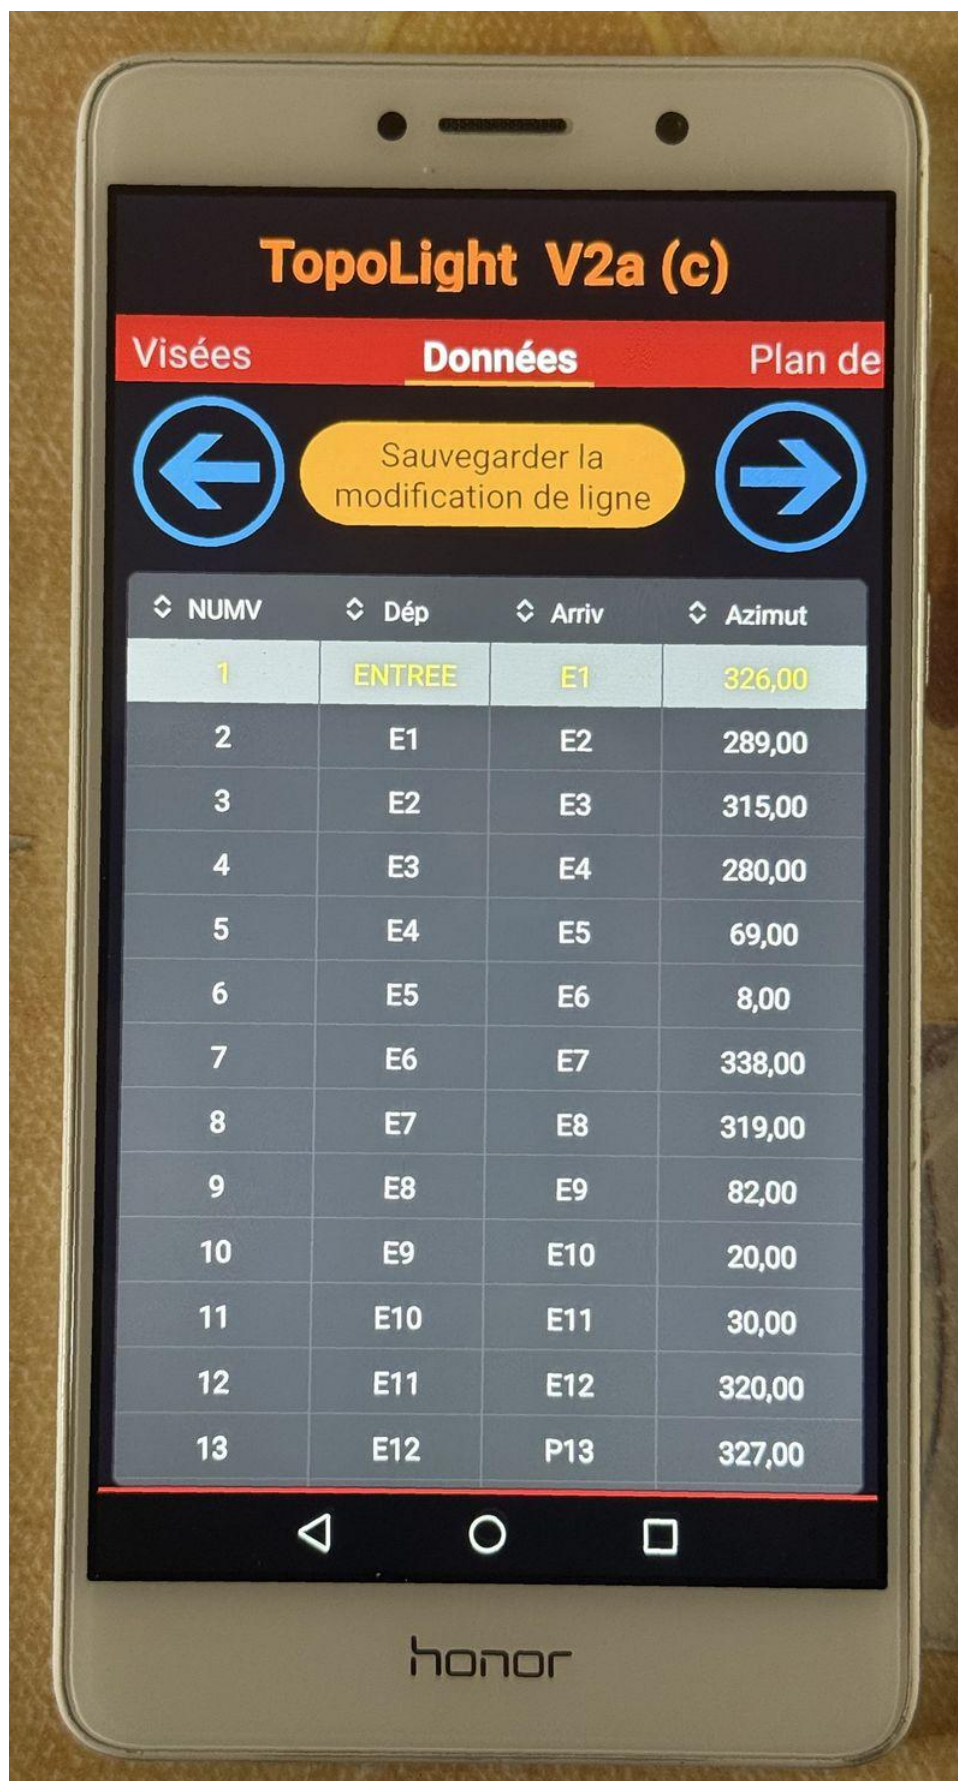 TopoLight V2a (c)
Visées Données Plan de
Sauvegarder la
modification de ligne
NUMV Dép Arriv Azimut
1 ENTREE E1 326,00
2 E1 E2 289,00
3 E2 E3 315,00
4 E3 E4 280,00
5 E4 E5 69,00
6 E5 E6 8,00
7 E6 E7 338,00
8 E7 E8 319,00
9 E8 E9 82,00
10 E9 E10 20,00
11 E10 E11 30,00
12 E11 E12 320,00
13 E12 P13 327,00
honor